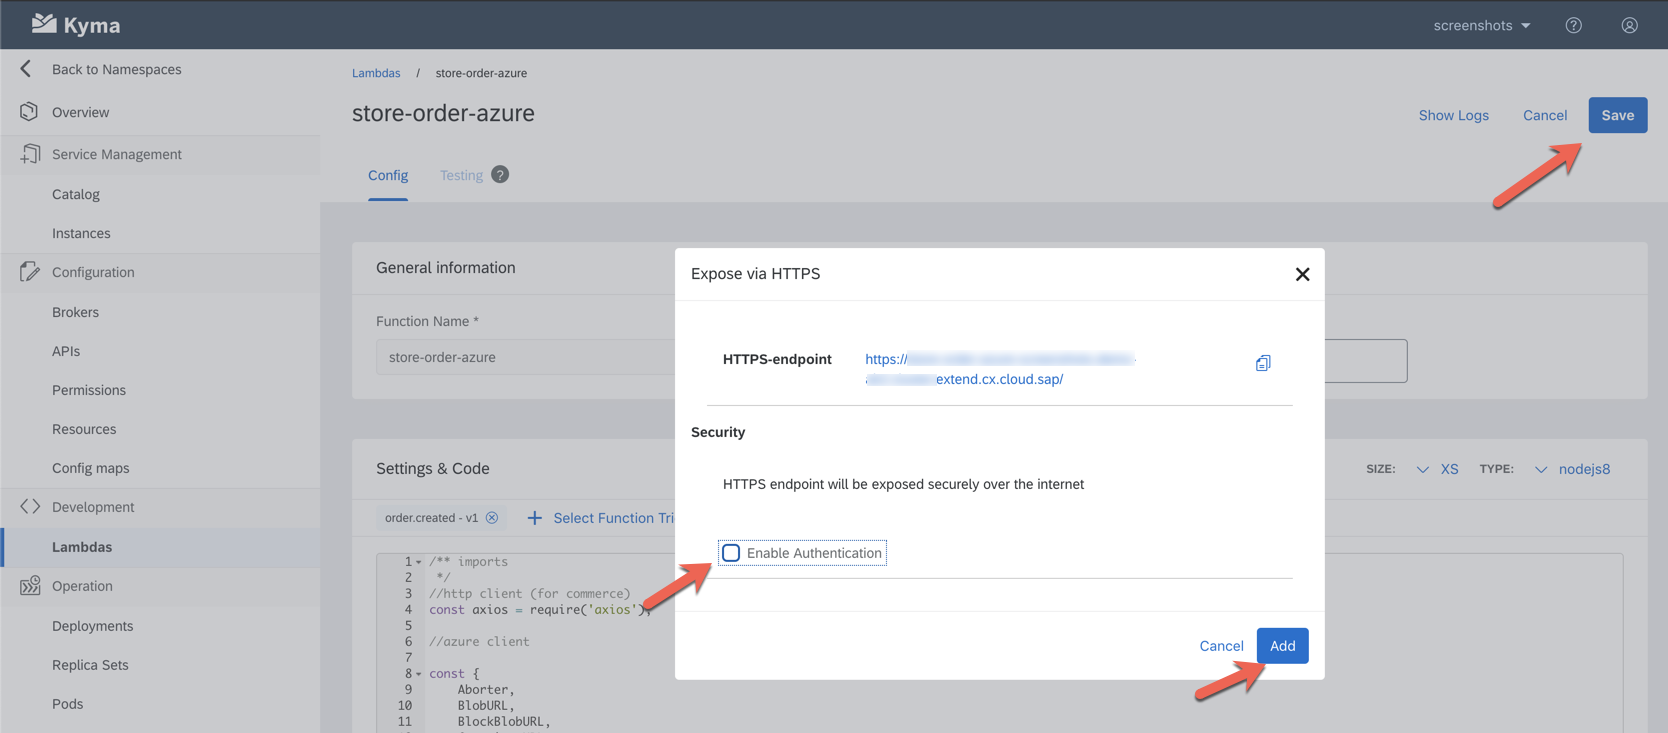 Kyma
screenshots
Back to Namespaces
Overview
Service Management
Catalog
Instances
Configuration
Brokers
APIs
Permissions
Resources
Config maps
Development
Lambdas
Operation
Deployments
Replica Sets
Pods
Lambdas / store-order-azure
store-order-azure
Show Logs Cancel Save
Config Testing ?
General information
Function Name *
store-order-azure
Settings & Code
SIZE: XS TYPE: nodejs8
order.created - v1 + Select Function Tri
1 /** imports
2 */
3 //http client (for commerce)
4 const axios = require('axios');
5
6 //azure client
7
8 const {
9 Aborter,
10 BlobURL,
11 BlockBlobURL,
Expose via HTTPS
HTTPS-endpoint https://
extend.cx.cloud.sap/
Security
HTTPS endpoint will be exposed securely over the internet
Enable Authentication
Cancel Add